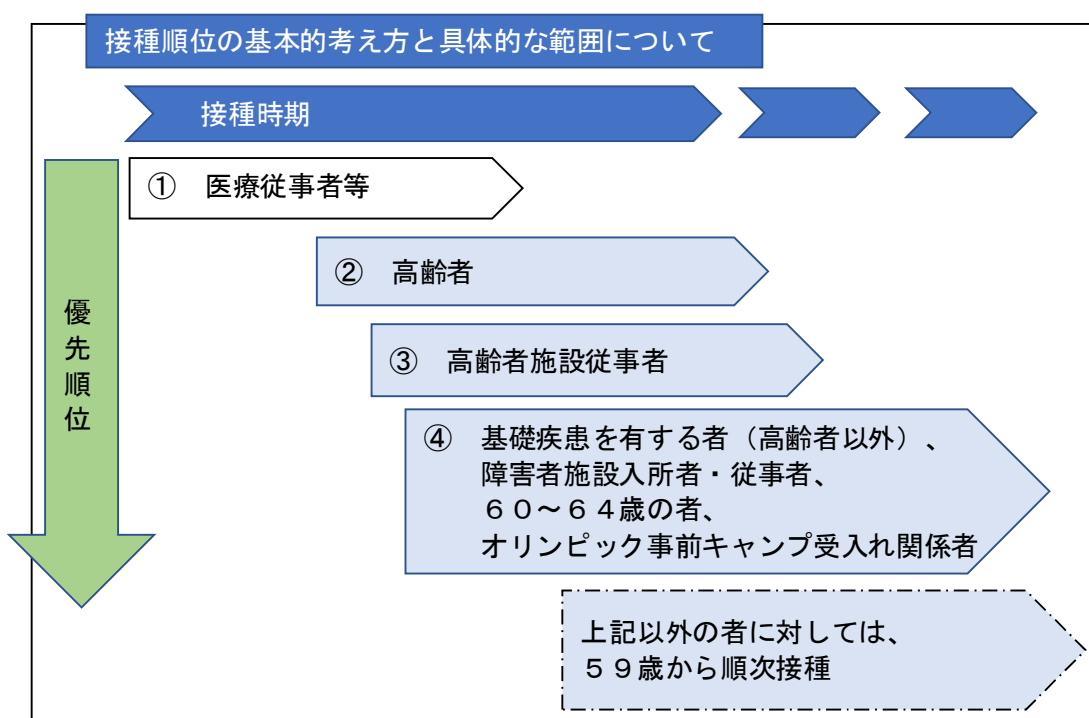 接種順位の基本的考え方と具体的な範囲について
接種時期
優先順位
① 医療従事者等
② 高齢者
③ 高齢者施設従事者
④ 基礎疾患を有する者（高齢者以外）、
障害者施設入所者・従事者、
６０～６４歳の者、
オリンピック事前キャンプ受入れ関係者
上記以外の者に対しては、
５９歳から順次接種